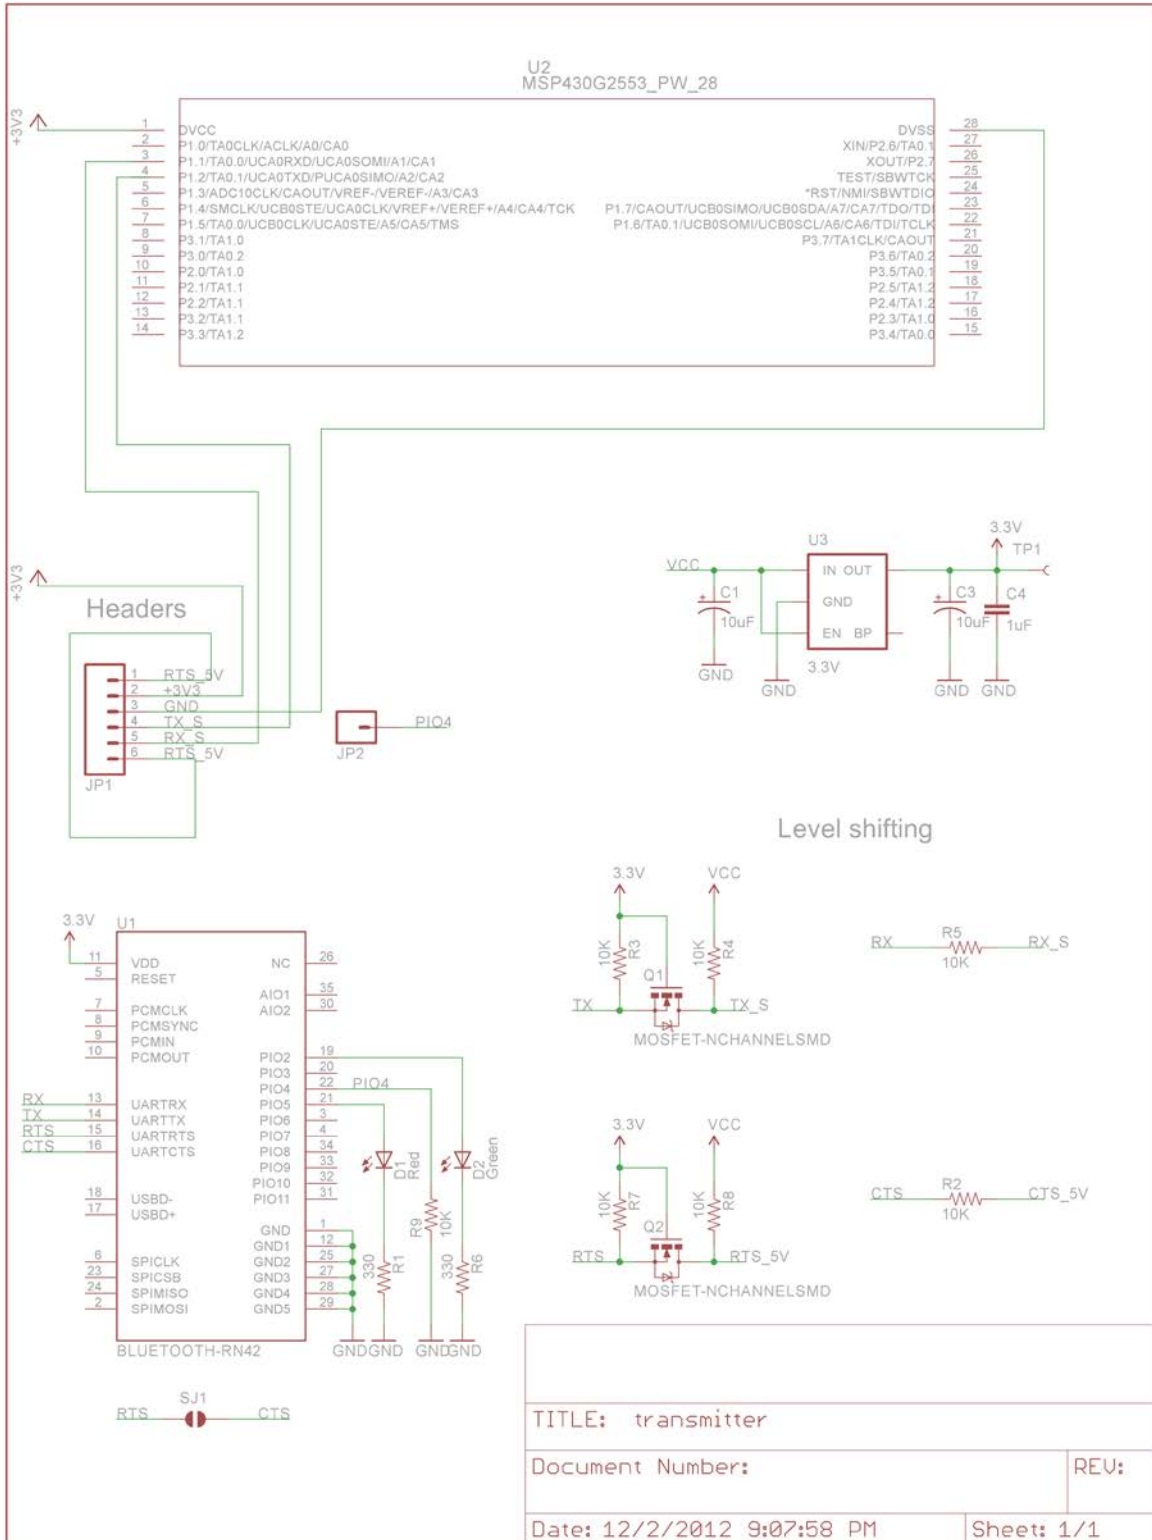 U2
MSP430G2553_PW_28
+3V3
1 DVCC
2 P1.0/TA0CLK/ACLK/A0/CA0
3 P1.1/TA0.0/UCA0RXD/UCA0SOMI/A1/CA1
4 P1.2/TA0.1/UCA0TXD/PUCA0SIMO/A2/CA2
5 P1.3/ADC10CLK/CAOUT/VREF-/VEREF-/A3/CA3
6 P1.4/SMCLK/UCB0STE/UCA0CLK/VREF+/VEREF+/A4/CA4/TCK
7 P1.5/TA0.0/UCB0CLK/UCA0STE/A5/CA5/TMS
8 P3.1/TA1.0
9 P3.0/TA0.2
10 P2.0/TA1.0
11 P2.1/TA1.1
12 P2.2/TA1.1
13 P3.2/TA1.1
14 P3.3/TA1.2
DVSS 28
XIN/P2.6/TA0.1 27
XOUT/P2.7 26
TEST/SBWTCK 25
*RST/NMI/SBWTDIO 24
P1.7/CAOUT/UCB0SIMO/UCB0SDA/A7/CA7/TDO/TDI 23
P1.6/TA0.1/UCB0SOMI/UCB0SCL/A6/CA6/TDI/TCLK 22
P3.7/TA1CLK/CAOUT 21
P3.6/TA0.2 20
P3.5/TA0.1 19
P2.5/TA1.2 18
P2.4/TA1.2 17
P2.3/TA1.0 16
P3.4/TA0.0 15
+3V3
Headers
1 RTS_5V
2 +3V3
3 GND
4 TX_S
5 RX_S
6 RTS_5V
JP1
JP2
PIO4
U3
VCC
IN OUT
GND
EN BP
3.3V
C1
10uF
GND
GND
3.3V
TP1
C3
10uF
C4
1uF
GND
GND
Level shifting
3.3V
VCC
10K
R3
10K
R4
Q1
TX
TX_S
MOSFET-NCHANNELSMD
RX
R5
10K
RX_S
3.3V
VCC
10K
R7
10K
R8
Q2
RTS
RTS_5V
MOSFET-NCHANNELSMD
CTS
R2
10K
CTS_5V
3.3V
U1
11 VDD
5 RESET
7 PCMCLK
8 PCMSYNC
9 PCMIN
10 PCMOUT
RX 13 UARTRX
TX 14 UARTTX
RTS 15 UARTRTS
CTS 16 UARTCTS
18 USBD-
17 USBD+
6 SPICLK
23 SPICSB
24 SPIMISO
2 SPIMOSI
NC 26
AIO1 35
AIO2 30
PIO2 19
PIO3 20
PIO4 22 PIO4
PIO5 21
PIO6 3
PIO7 4
PIO8 34
PIO9 33
PIO10 32
PIO11 31
GND 1
GND1 12
GND2 25
GND3 27
GND4 28
GND5 29
D1
Red
D2
Green
330
R1
R9
10K
330
R6
GND
GND
GND
GND
BLUETOOTH-RN42
SJ1
RTS
CTS
TITLE: transmitter
Document Number:
REV:
Date: 12/2/2012 9:07:58 PM
Sheet: 1/1